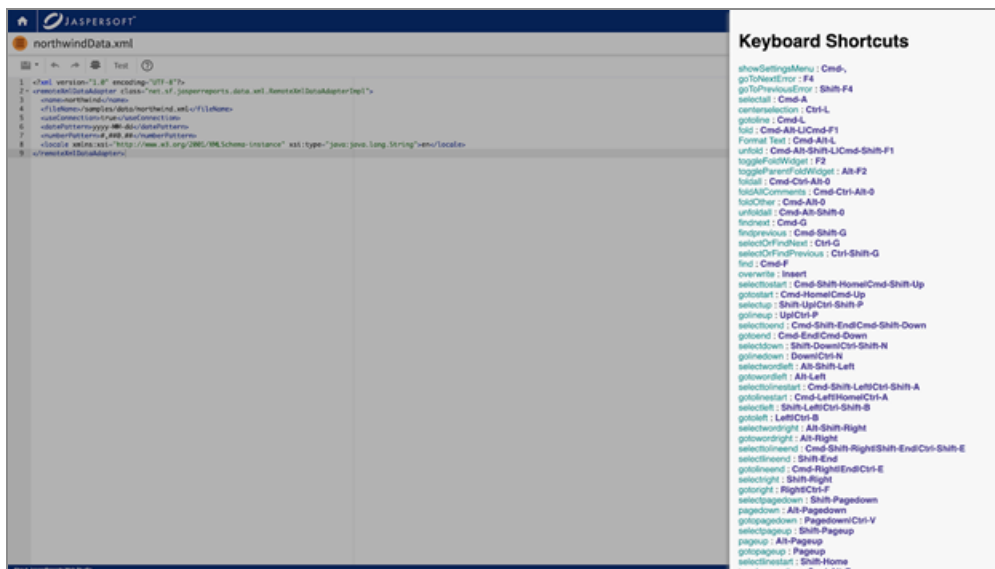 JASPERSOFT
northwindData.xml
Test
1 <?xml version="1.0" encoding="UTF-8"?>
2 <remoteXmlDataAdapter class="net.sf.jasperreports.data.xml.RemoteXmlDataAdapterImpl">
3 <name>northwind</name>
4 <fileName>/samples/data/northwind.xml</fileName>
5 <useConnection>true</useConnection>
6 <datePattern>yyyy-MM-dd</datePattern>
7 <numberPattern>#,##0.##</numberPattern>
8 <locale xmlns:xsi="http://www.w3.org/2001/XMLSchema-instance" xsi:type="java:java.lang.String">en</locale>
9 </remoteXmlDataAdapter>
Keyboard Shortcuts
showSettingsMenu : Cmd-,
goToNextError : F4
goToPreviousError : Shift-F4
selectall : Cmd-A
centerselection : Ctrl-L
gotoline : Cmd-L
fold : Cmd-Alt-L|Cmd-F1
Format Text : Cmd-Alt-L
unfold : Cmd-Alt-Shift-L|Cmd-Shift-F1
toggleFoldWidget : F2
toggleParentFoldWidget : Alt-F2
foldall : Cmd-Ctrl-Alt-0
foldAllComments : Cmd-Ctrl-Alt-0
foldOther : Cmd-Alt-0
unfoldall : Cmd-Alt-Shift-0
findnext : Cmd-G
findprevious : Cmd-Shift-G
selectOrFindNext : Ctrl-G
selectOrFindPrevious : Ctrl-Shift-G
find : Cmd-F
overwrite : Insert
selecttostart : Cmd-Shift-Home|Cmd-Shift-Up
gotostart : Cmd-Home|Cmd-Up
selectup : Shift-Up|Ctrl-Shift-P
golineup : Up|Ctrl-P
selecttoend : Cmd-Shift-End|Cmd-Shift-Down
gotoend : Cmd-End|Cmd-Down
selectdown : Shift-Down|Ctrl-Shift-N
golinedown : Down|Ctrl-N
selectwordleft : Alt-Shift-Left
gotowordleft : Alt-Left
selecttolinestart : Cmd-Shift-Left|Ctrl-Shift-A
gotolinestart : Cmd-Left|Home|Ctrl-A
selectleft : Shift-Left|Ctrl-Shift-B
gotoleft : Left|Ctrl-B
selectwordright : Alt-Shift-Right
gotowordright : Alt-Right
selecttolineend : Cmd-Shift-Right|Shift-End|Ctrl-Shift-E
selectlineend : Shift-End
gotolineend : Cmd-Right|End|Ctrl-E
selectright : Shift-Right
gotoright : Right|Ctrl-F
selectpagedown : Shift-Pagedown
pagedown : Alt-Pagedown
gotopagedown : Pagedown|Ctrl-V
selectpageup : Shift-Pageup
pageup : Alt-Pageup
gotopageup : Pageup
selectlinestart : Shift-Home